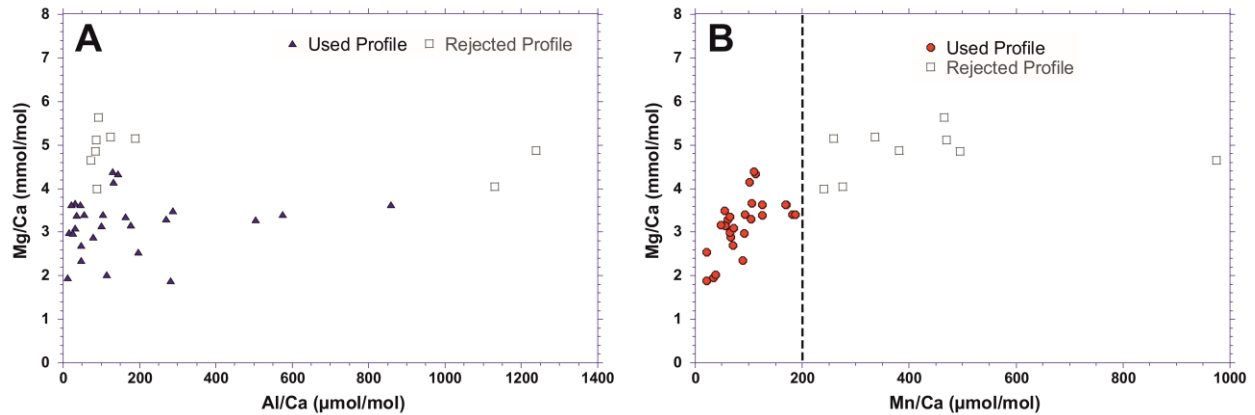 A
Used Profile Rejected Profile
8
7
6
5
4
3
2
1
0
Mg/Ca (mmol/mol)
0 200 400 600 800 1000 1200 1400
Al/Ca (µmol/mol)
B
Used Profile
Rejected Profile
8
7
6
5
4
3
2
1
0
Mg/Ca (mmol/mol)
0 200 400 600 800 1000
Mn/Ca (µmol/mol)